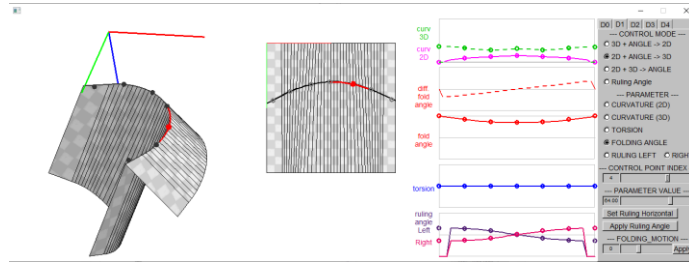 curv
3D
curv
2D
diff.
fold
angle
fold
angle
torsion
ruling
angle
Left
Right
D0 D1 D2 D3 D4
--- CONTROL MODE
3D + ANGLE -> 2D
2D + ANGLE -> 3D
2D + 3D -> ANGLE
Ruling Angle
--- PARAMETER ---
CURVATURE (2D)
CURVATURE (3D)
TORSION
FOLDING ANGLE
RULING LEFT RIGH
--- CONTROL POINT INDEX
4
--- PARAMETER VALUE
Set Ruling Horizontal
Apply Ruling Angle
--- FOLDING_MOTION
0 Apply